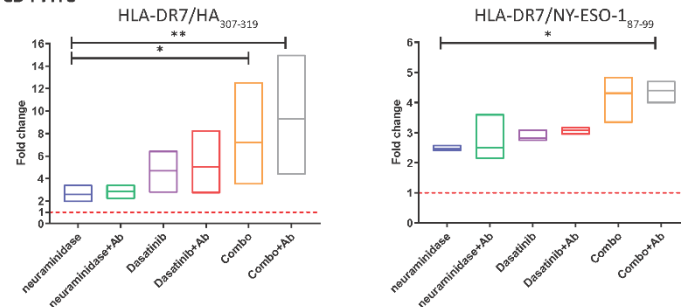 HLA-DR7/HA307-319
**
*
Fold change
16
14
12
10
8
6
4
2
1
0
neuraminidase
neuraminidase+Ab
Dasatinib
Dasatinib+Ab
Combo
Combo+Ab
HLA-DR7/NY-ESO-187-99
*
Fold change
6
5
4
3
2
1
0
neuraminidase
neuraminidase+Ab
Dasatinib
Dasatinib+Ab
Combo
Combo+Ab